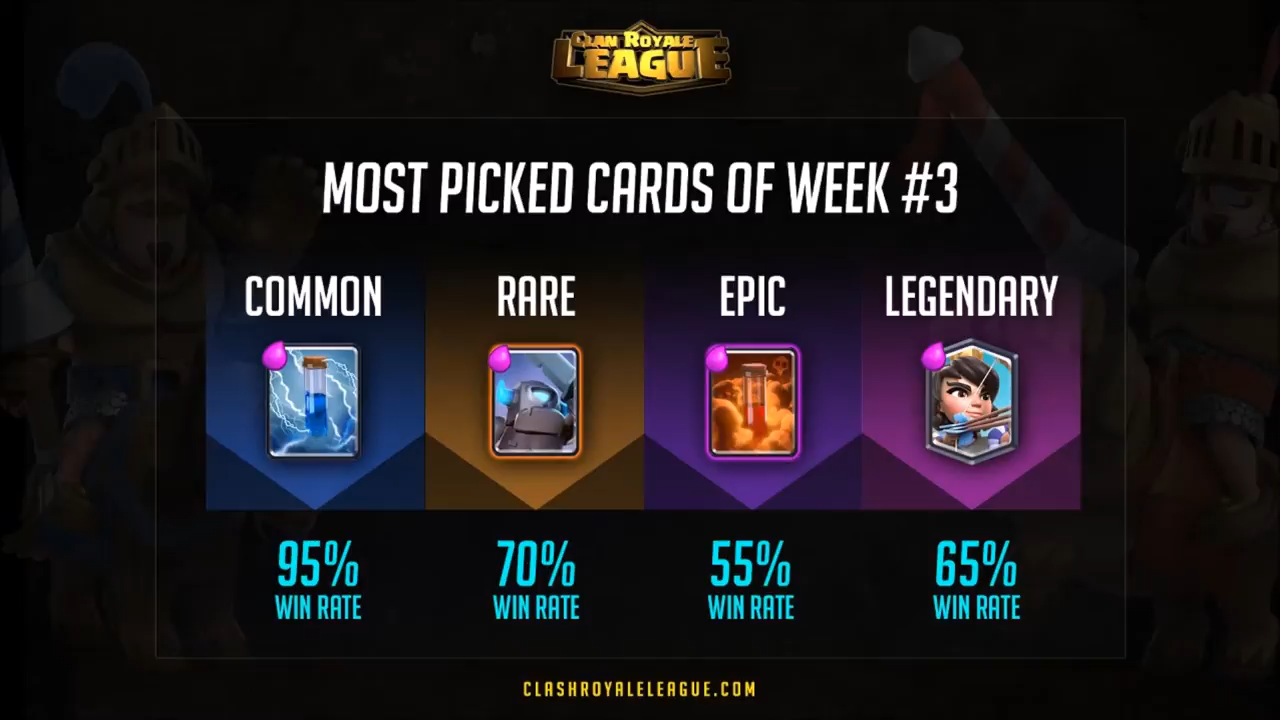 CLAN ROYALE
LEAGUE
MOST PICKED CARDS OF WEEK #3
COMMON RARE EPIC LEGENDARY
95% 70% 55% 65%
WIN RATE WIN RATE WIN RATE WIN RATE
CLASHROYALELEAGUE.COM